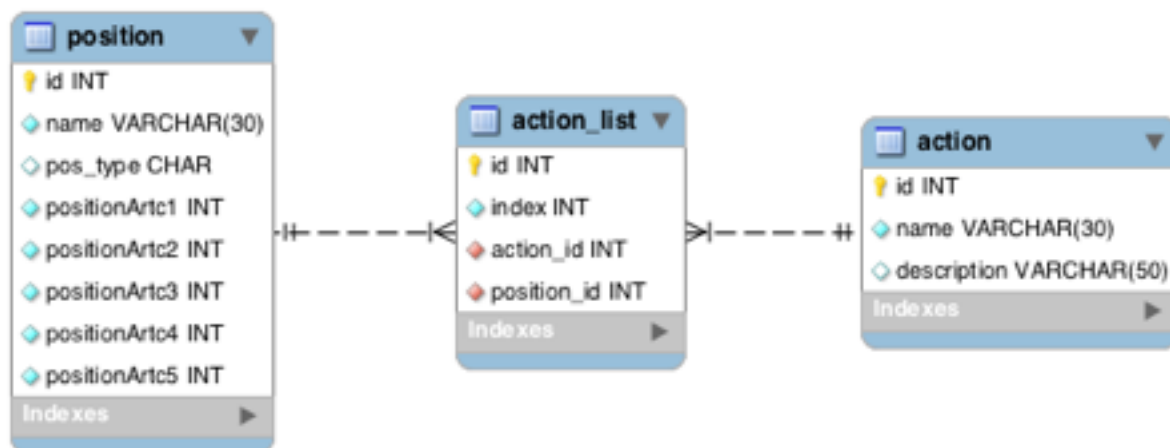 position
id INT
name VARCHAR(30)
pos_type CHAR
positionArtc1 INT
positionArtc2 INT
positionArtc3 INT
positionArtc4 INT
positionArtc5 INT
Indexes
action_list
id INT
index INT
action_id INT
position_id INT
Indexes
action
id INT
name VARCHAR(30)
description VARCHAR(50)
Indexes